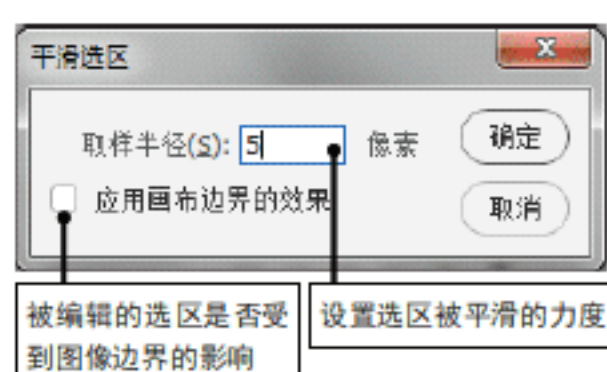 平滑选区
取样半径(S): 5 像素 确定
应用画布边界的效果 取消
被编辑的选区是否受
到图像边界的影响
设置选区被平滑的力度